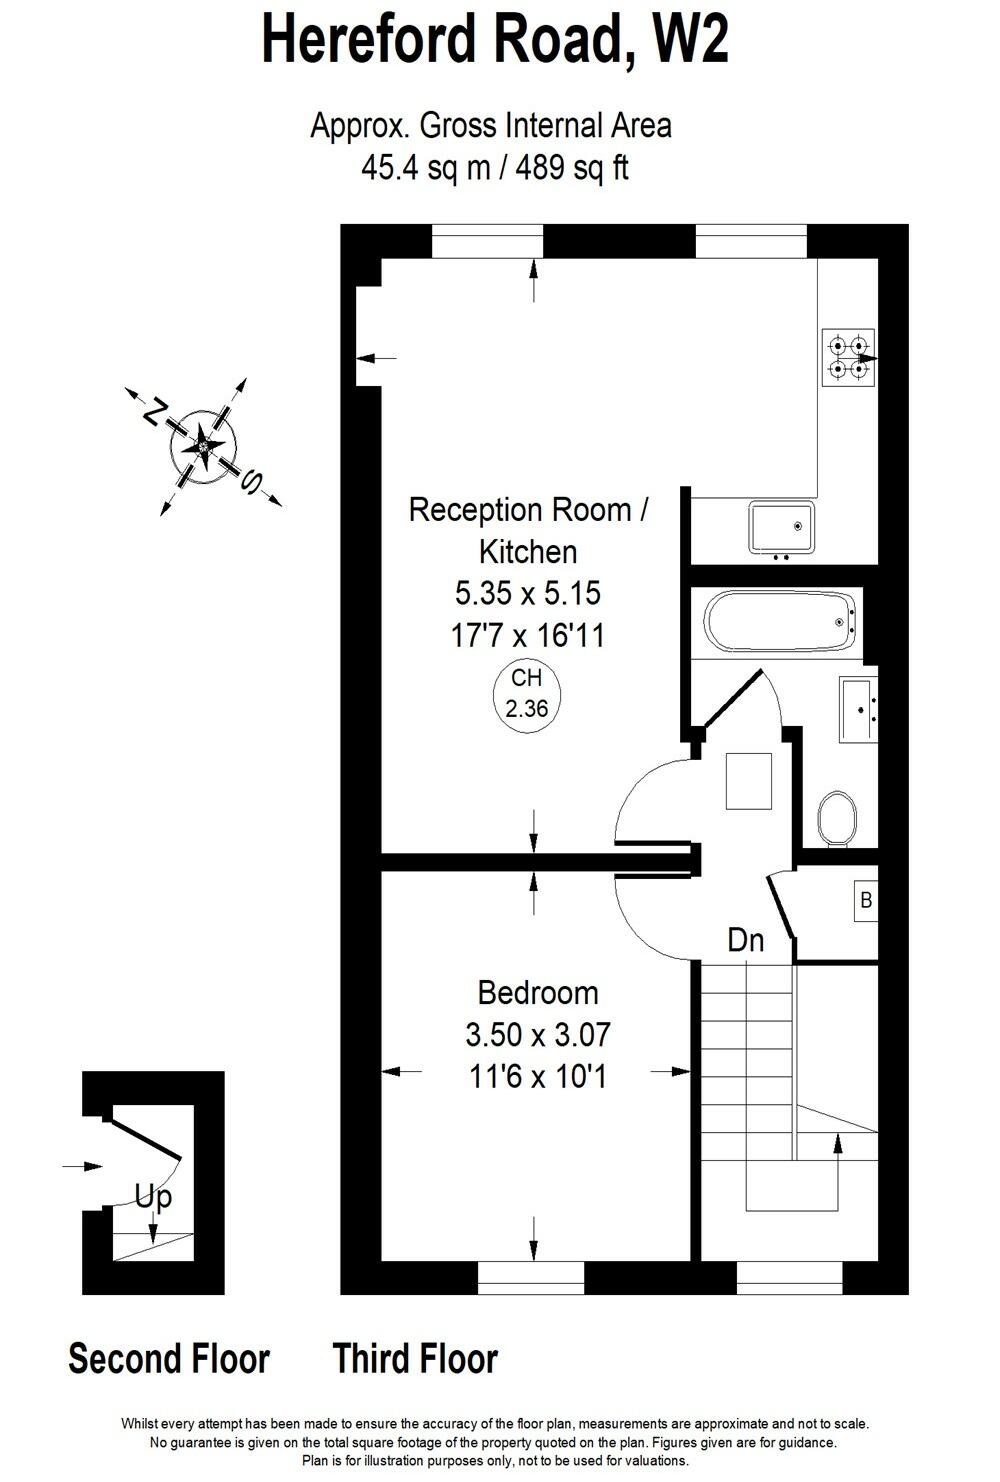 Hereford Road, W2
Approx. Gross Internal Area
45.4 sq m / 489 sq ft
N
S
Reception Room /
Kitchen
5.35 x 5.15
17'7 x 16'11
CH
2.36
B
Dn
Bedroom
3.50 x 3.07
11'6 x 10'1
Up
Second Floor
Third Floor
Whilst every attempt has been made to ensure the accuracy of the floor plan, measurements are approximate and not to scale.
No guarantee is given on the total square footage of the property quoted on the plan. Figures given are for guidance.
Plan is for illustration purposes only, not to be used for valuations.